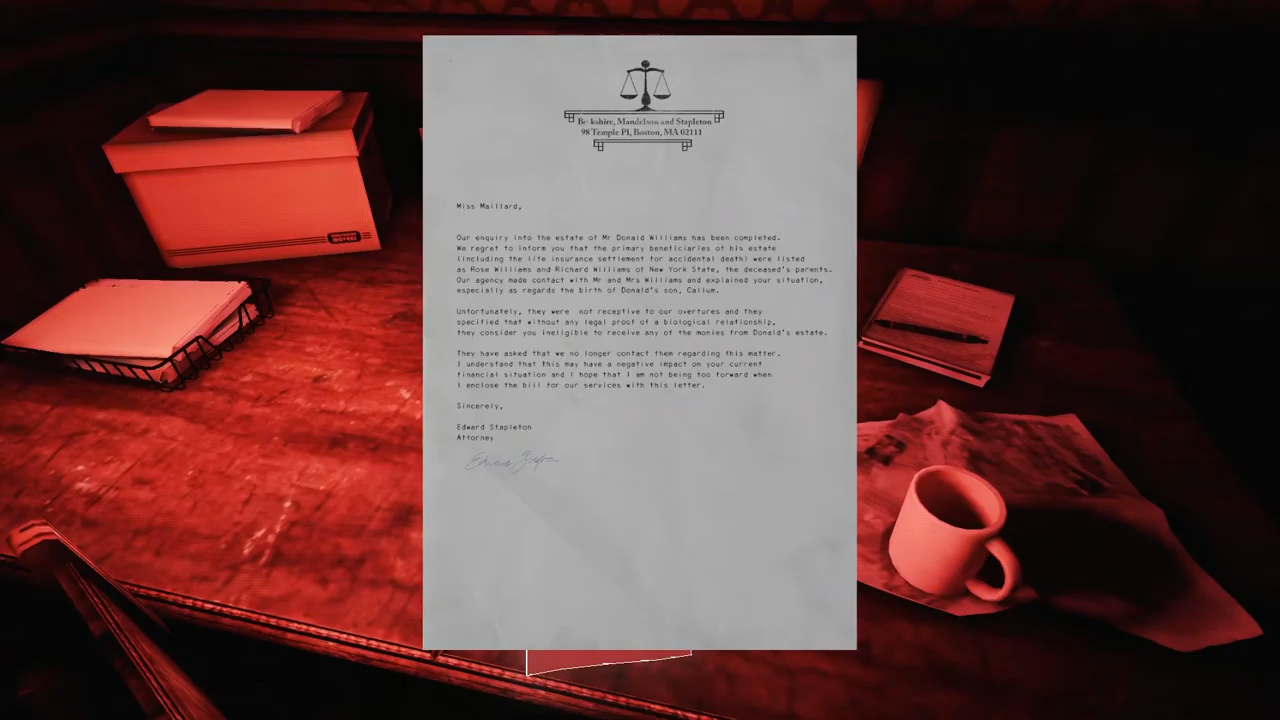 Berkshire, Mandelson and Stapleton
98 Temple Pl, Boston, MA 02111
Miss Maillard,
Our enquiry into the estate of Mr Donald Williams has been completed.
We regret to inform you that the primary beneficiaries of his estate
(including the life insurance settlement for accidental death) were listed
as Rose Williams and Richard Williams of New York State, the deceased's parents.
Our agency made contact with Mr and Mrs Williams and explained your situation,
especially as regards the birth of Donald's son, Callum.
Unfortunately, they were not receptive to our overtures and they
specified that without any legal proof of a biological relationship,
they consider you ineligible to receive any of the monies from Donald's estate.
They have asked that we no longer contact them regarding this matter.
I understand that this may have a negative impact on your current
financial situation and I hope that I am not being too forward when
I enclose the bill for our services with this letter.
Sincerely,
Edward Stapleton
Attorney